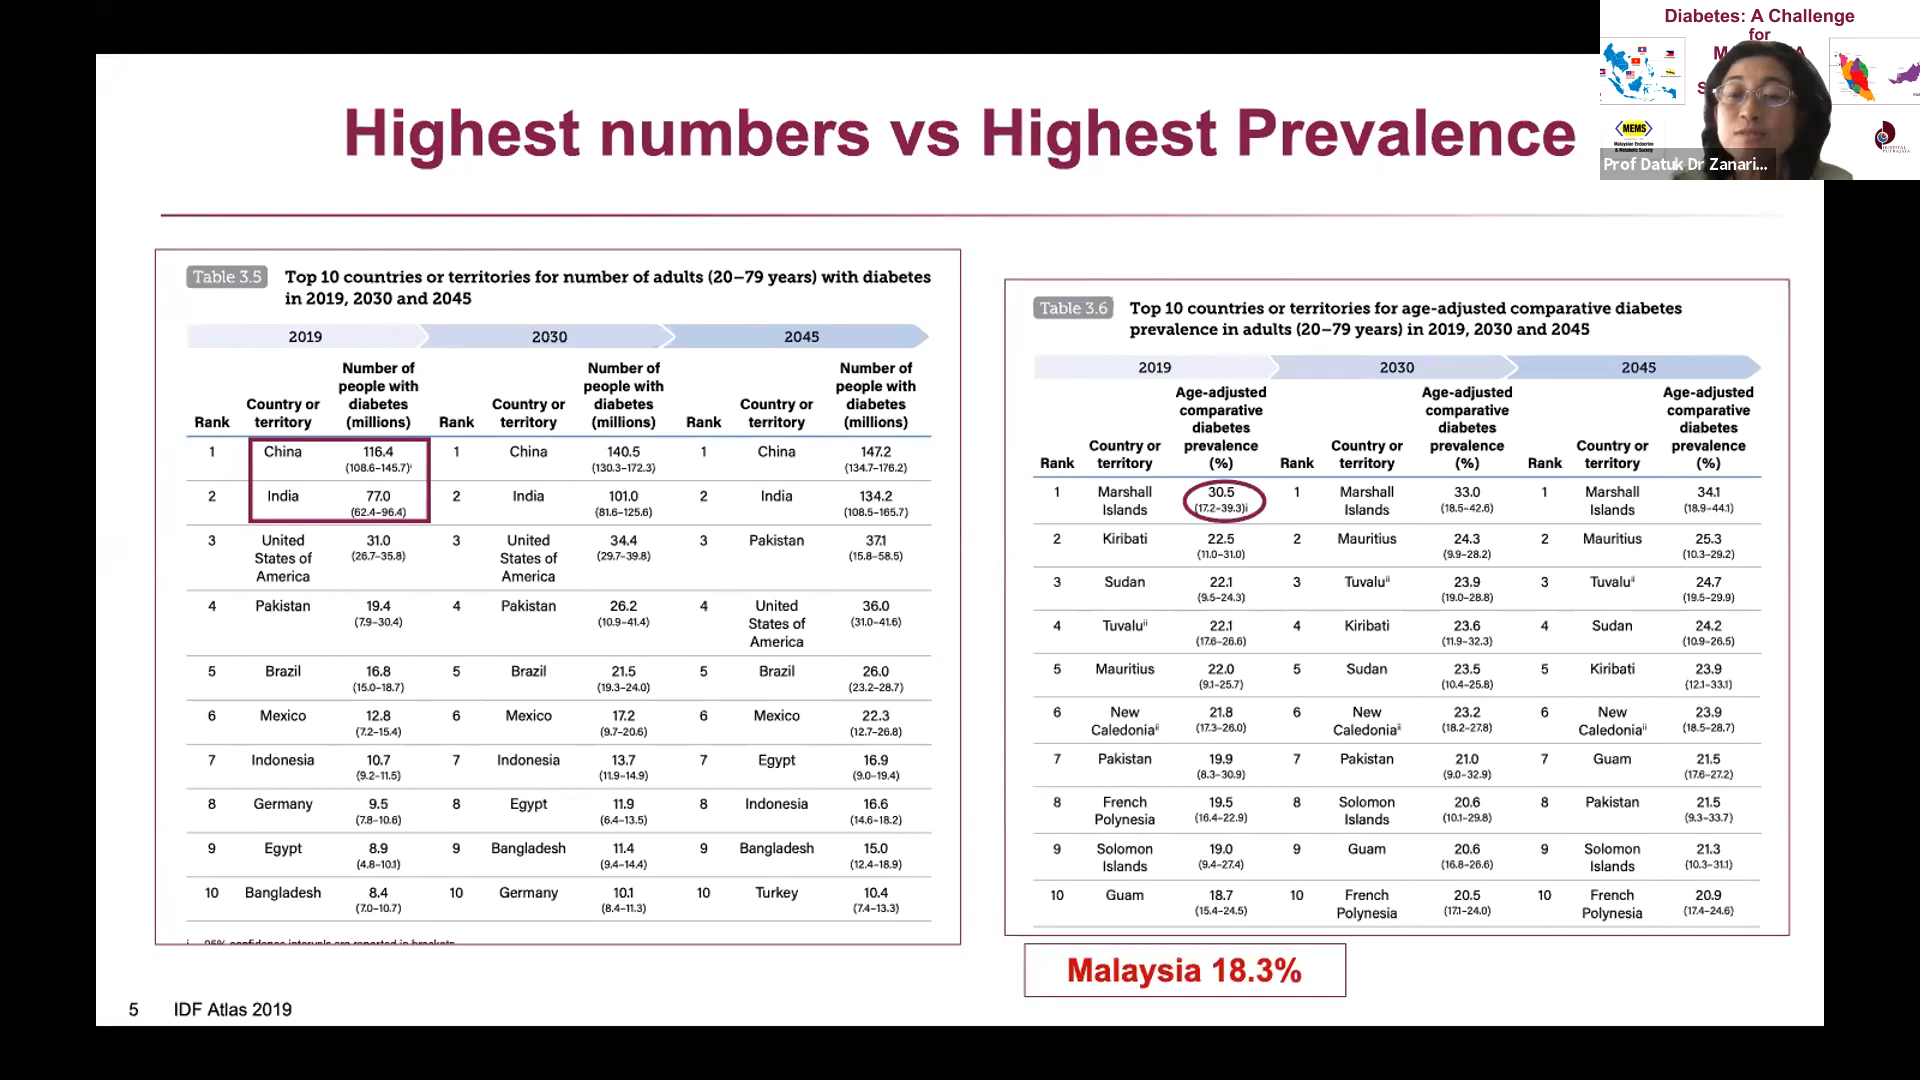 Highest numbers vs Highest Prevalence
Diabetes: A Challenge
for
MEMS
Malaysian Endocrine
& Metabolic Society
Prof Datuk Dr Zanari...
Table 3.5 Top 10 countries or territories for number of adults (20–79 years) with diabetes
in 2019, 2030 and 2045
2019 2030 2045
Rank Country or territory Number of people with diabetes (millions) Rank Country or territory Number of people with diabetes (millions) Rank Country or territory Number of people with diabetes (millions)
1 China 116.4 (108.6–145.7)i 1 China 140.5 (130.3–172.3) 1 China 147.2 (134.7–176.2)
2 India 77.0 (62.4–96.4) 2 India 101.0 (81.6–125.6) 2 India 134.2 (108.5–165.7)
3 United States of America 31.0 (26.7–35.8) 3 United States of America 34.4 (29.7–39.8) 3 Pakistan 37.1 (15.8–58.5)
4 Pakistan 19.4 (7.9–30.4) 4 Pakistan 26.2 (10.9–41.4) 4 United States of America 36.0 (31.0–41.6)
5 Brazil 16.8 (15.0–18.7) 5 Brazil 21.5 (19.3–24.0) 5 Brazil 26.0 (23.2–28.7)
6 Mexico 12.8 (7.2–15.4) 6 Mexico 17.2 (9.7–20.6) 6 Mexico 22.3 (12.7–26.8)
7 Indonesia 10.7 (9.2–11.5) 7 Indonesia 13.7 (11.9–14.9) 7 Egypt 16.9 (9.0–19.4)
8 Germany 9.5 (7.8–10.6) 8 Egypt 11.9 (6.4–13.5) 8 Indonesia 16.6 (14.6–18.2)
9 Egypt 8.9 (4.8–10.1) 9 Bangladesh 11.4 (9.4–14.4) 9 Bangladesh 15.0 (12.4–18.9)
10 Bangladesh 8.4 (7.0–10.7) 10 Germany 10.1 (8.4–11.3) 10 Turkey 10.4 (7.4–13.3)
i 95% confidence intervals are reported in brackets
Table 3.6 Top 10 countries or territories for age-adjusted comparative diabetes
prevalence in adults (20–79 years) in 2019, 2030 and 2045
2019 2030 2045
Rank Country or territory Age-adjusted comparative diabetes prevalence (%) Rank Country or territory Age-adjusted comparative diabetes prevalence (%) Rank Country or territory Age-adjusted comparative diabetes prevalence (%)
1 Marshall Islands 30.5 (17.2–39.3)i 1 Marshall Islands 33.0 (18.5–42.6) 1 Marshall Islands 34.1 (18.9–44.1)
2 Kiribati 22.5 (11.0–31.0) 2 Mauritius 24.3 (9.9–28.2) 2 Mauritius 25.3 (10.3–29.2)
3 Sudan 22.1 (9.5–24.3) 3 Tuvaluii 23.9 (19.0–28.8) 3 Tuvaluii 24.7 (19.5–29.9)
4 Tuvaluii 22.1 (17.6–26.6) 4 Kiribati 23.6 (11.9–32.3) 4 Sudan 24.2 (10.9–26.5)
5 Mauritius 22.0 (9.1–25.7) 5 Sudan 23.5 (10.4–25.8) 5 Kiribati 23.9 (12.1–33.1)
6 New Caledoniaii 21.8 (17.3–26.0) 6 New Caledoniaii 23.2 (18.2–27.8) 6 New Caledoniaii 23.9 (18.5–28.7)
7 Pakistan 19.9 (8.3–30.9) 7 Pakistan 21.0 (9.0–32.9) 7 Guam 21.5 (17.6–27.2)
8 French Polynesia 19.5 (16.4–22.9) 8 Solomon Islands 20.6 (10.1–29.8) 8 Pakistan 21.5 (9.3–33.7)
9 Solomon Islands 19.0 (9.4–27.4) 9 Guam 20.6 (16.8–26.6) 9 Solomon Islands 21.3 (10.3–31.1)
10 Guam 18.7 (15.4–24.5) 10 French Polynesia 20.5 (17.1–24.0) 10 French Polynesia 20.9 (17.4–24.6)
Malaysia 18.3%
5 IDF Atlas 2019